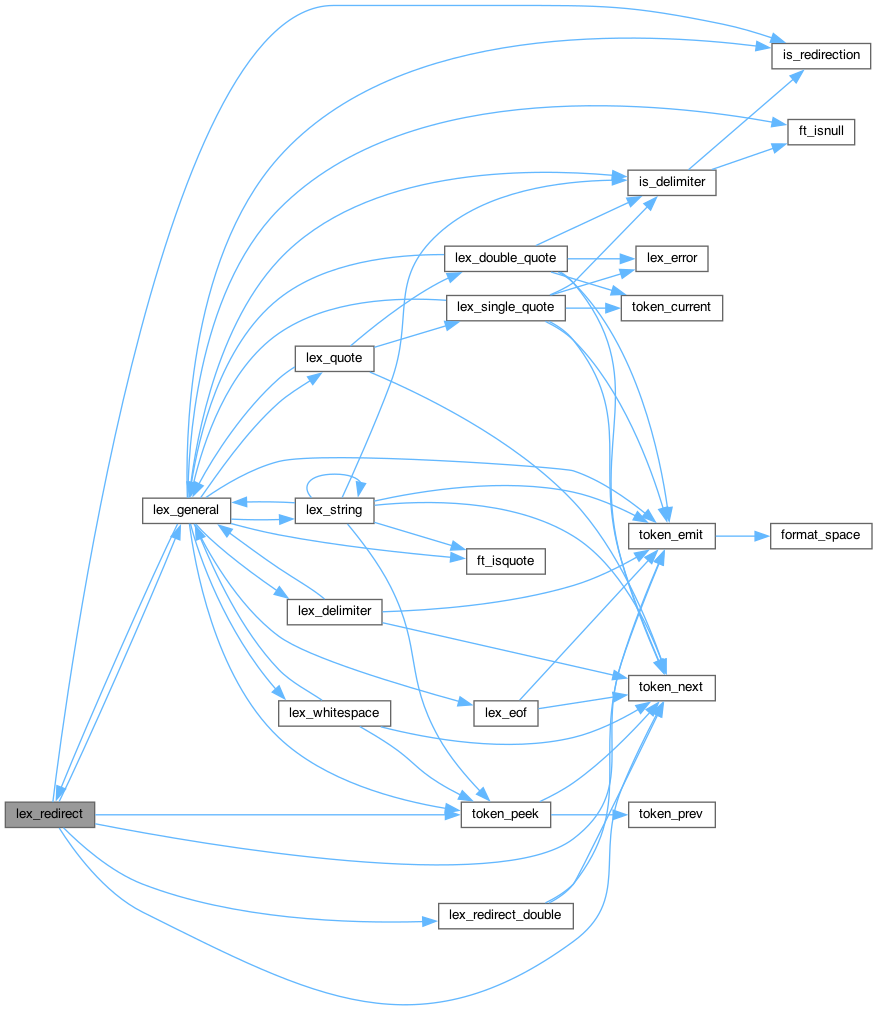 is_redirection
ft_isnull
is_delimiter
lex_double_quote
lex_error
lex_single_quote
token_current
lex_quote
lex_general
lex_string
token_emit
format_space
ft_isquote
lex_delimiter
token_next
lex_whitespace
lex_eof
lex_redirect
token_peek
token_prev
lex_redirect_double